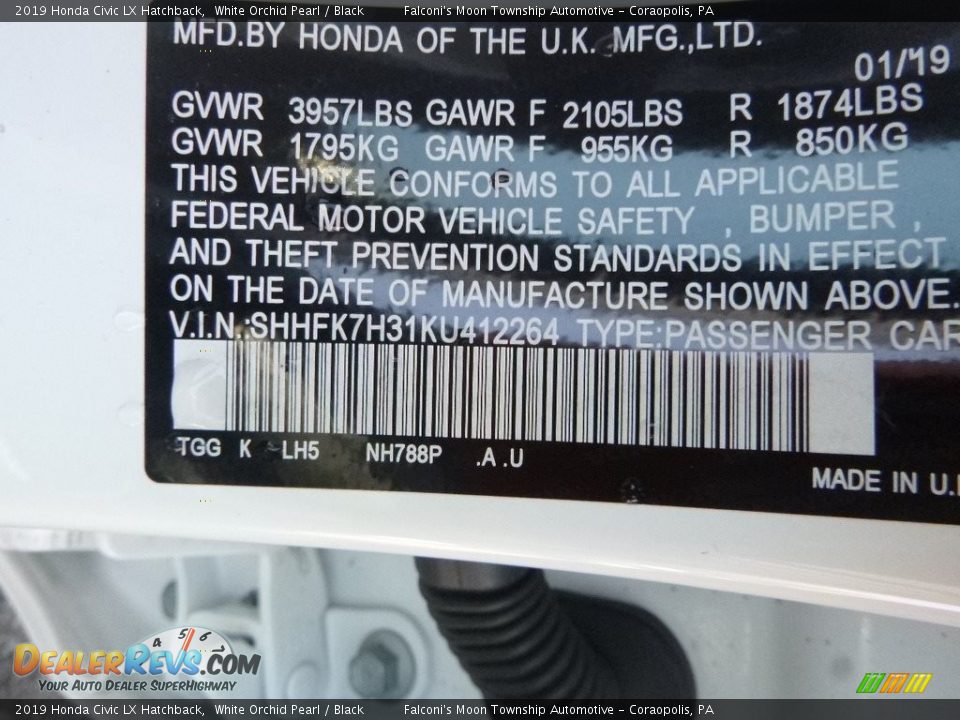 2019 Honda Civic LX Hatchback, White Orchid Pearl / Black Falconi's Moon Township Automotive - Coraopolis, PA
MFD.BY HONDA OF THE U.K. MFG.,LTD.
01/19
GVWR 3957LBS GAWR F 2105LBS R 1874LBS
GVWR 1795KG GAWR F 955KG R 850KG
THIS VEHICLE CONFORMS TO ALL APPLICABLE
FEDERAL MOTOR VEHICLE SAFETY , BUMPER ,
AND THEFT PREVENTION STANDARDS IN EFFECT
ON THE DATE OF MANUFACTURE SHOWN ABOVE.
V.I.N.:SHHFK7H31KU412264 TYPE:PASSENGER CAR
TGG K LH5 NH788P .A .U
MADE IN U.
4 5 6
DEALERREVS.COM
YOUR AUTO DEALER SUPERHIGHWAY
2019 Honda Civic LX Hatchback, White Orchid Pearl / Black Falconi's Moon Township Automotive - Coraopolis, PA